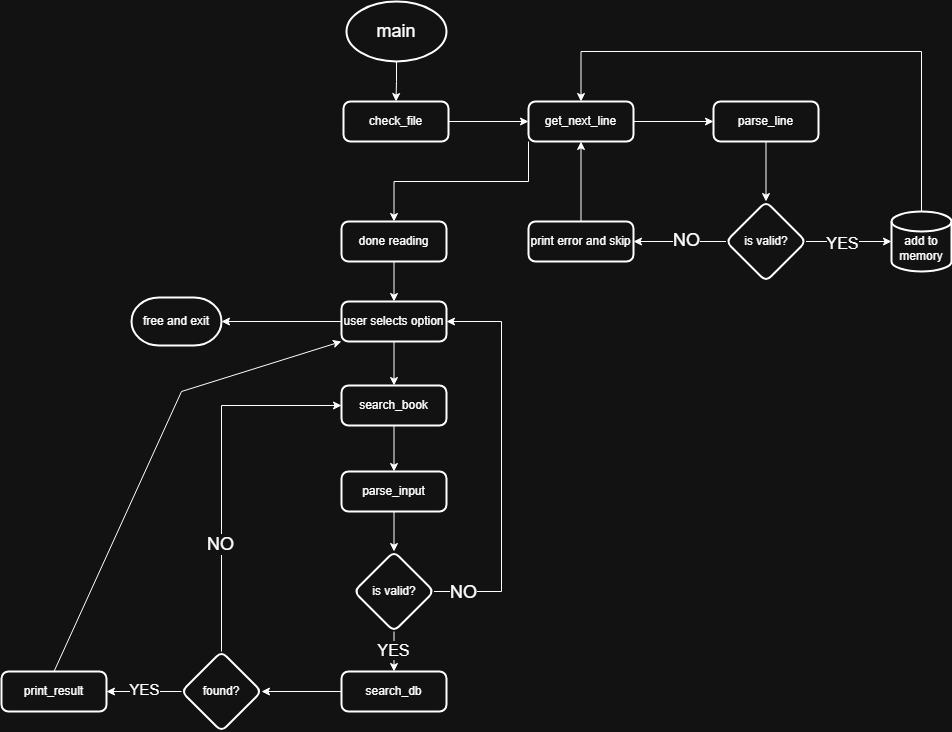 main
check_file
get_next_line
parse_line
done reading
print error and skip
NO
is valid?
YES
add to
memory
free and exit
user selects option
search_book
parse_input
NO
is valid?
NO
YES
print_result
YES
found?
search_db